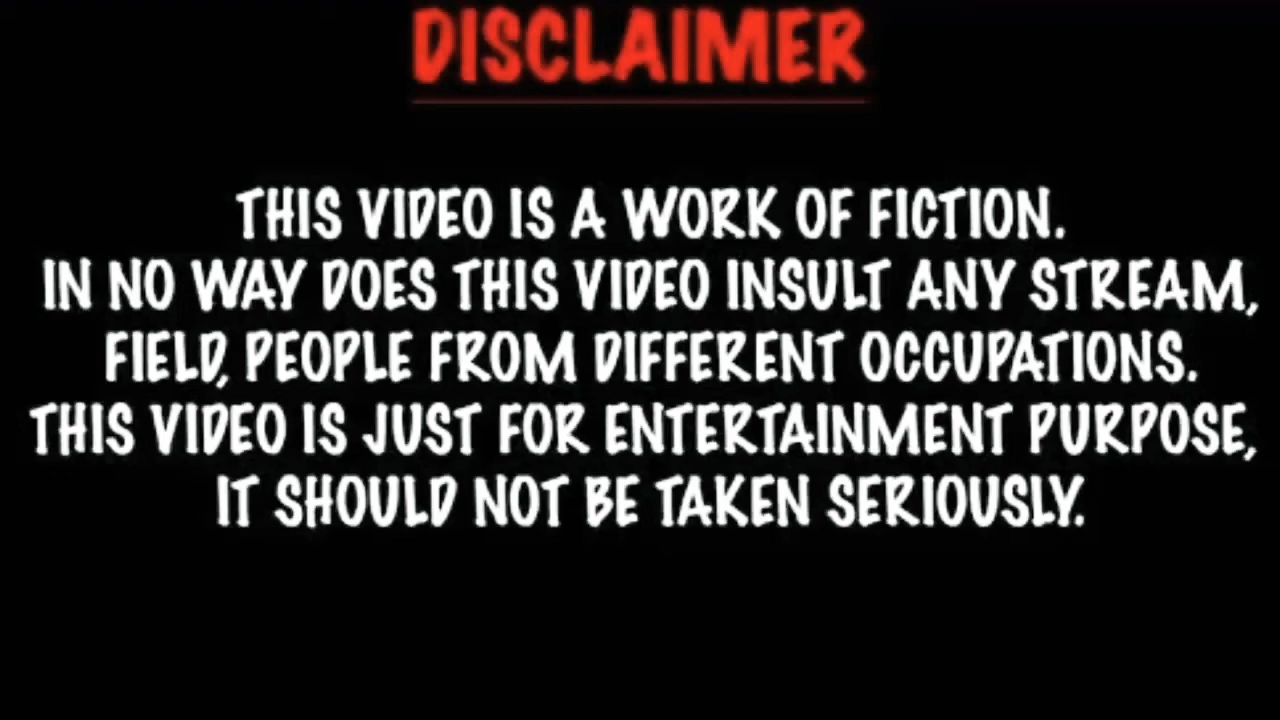 DISCLAIMER
THIS VIDEO IS A WORK OF FICTION.
IN NO WAY DOES THIS VIDEO INSULT ANY STREAM,
FIELD, PEOPLE FROM DIFFERENT OCCUPATIONS.
THIS VIDEO IS JUST FOR ENTERTAINMENT PURPOSE,
IT SHOULD NOT BE TAKEN SERIOUSLY.